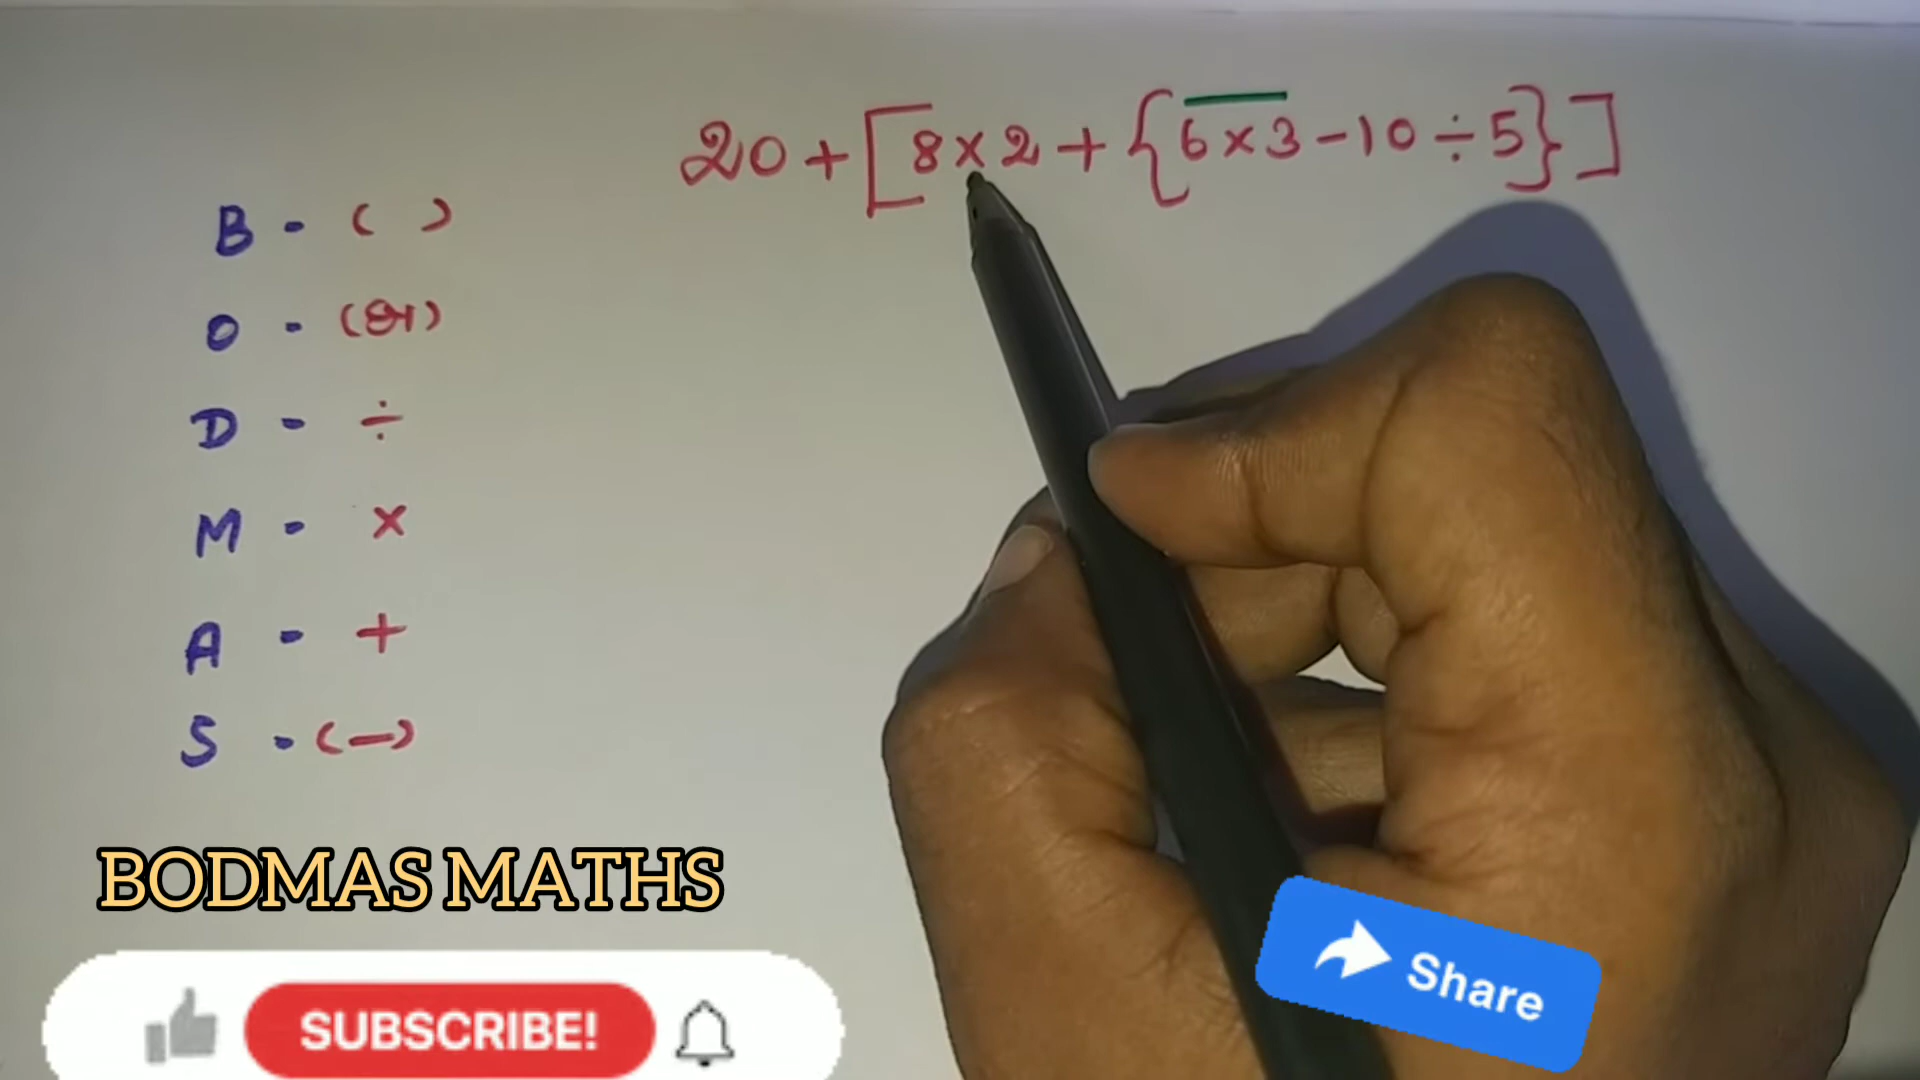 20 + [ 8 × 2 + { 6 × 3 - 10 ÷ 5 } ]
B - ( )
O - (ஆ)
D - ÷
M - ×
A - +
S - (-)
BODMAS MATHS
SUBSCRIBE!
Share